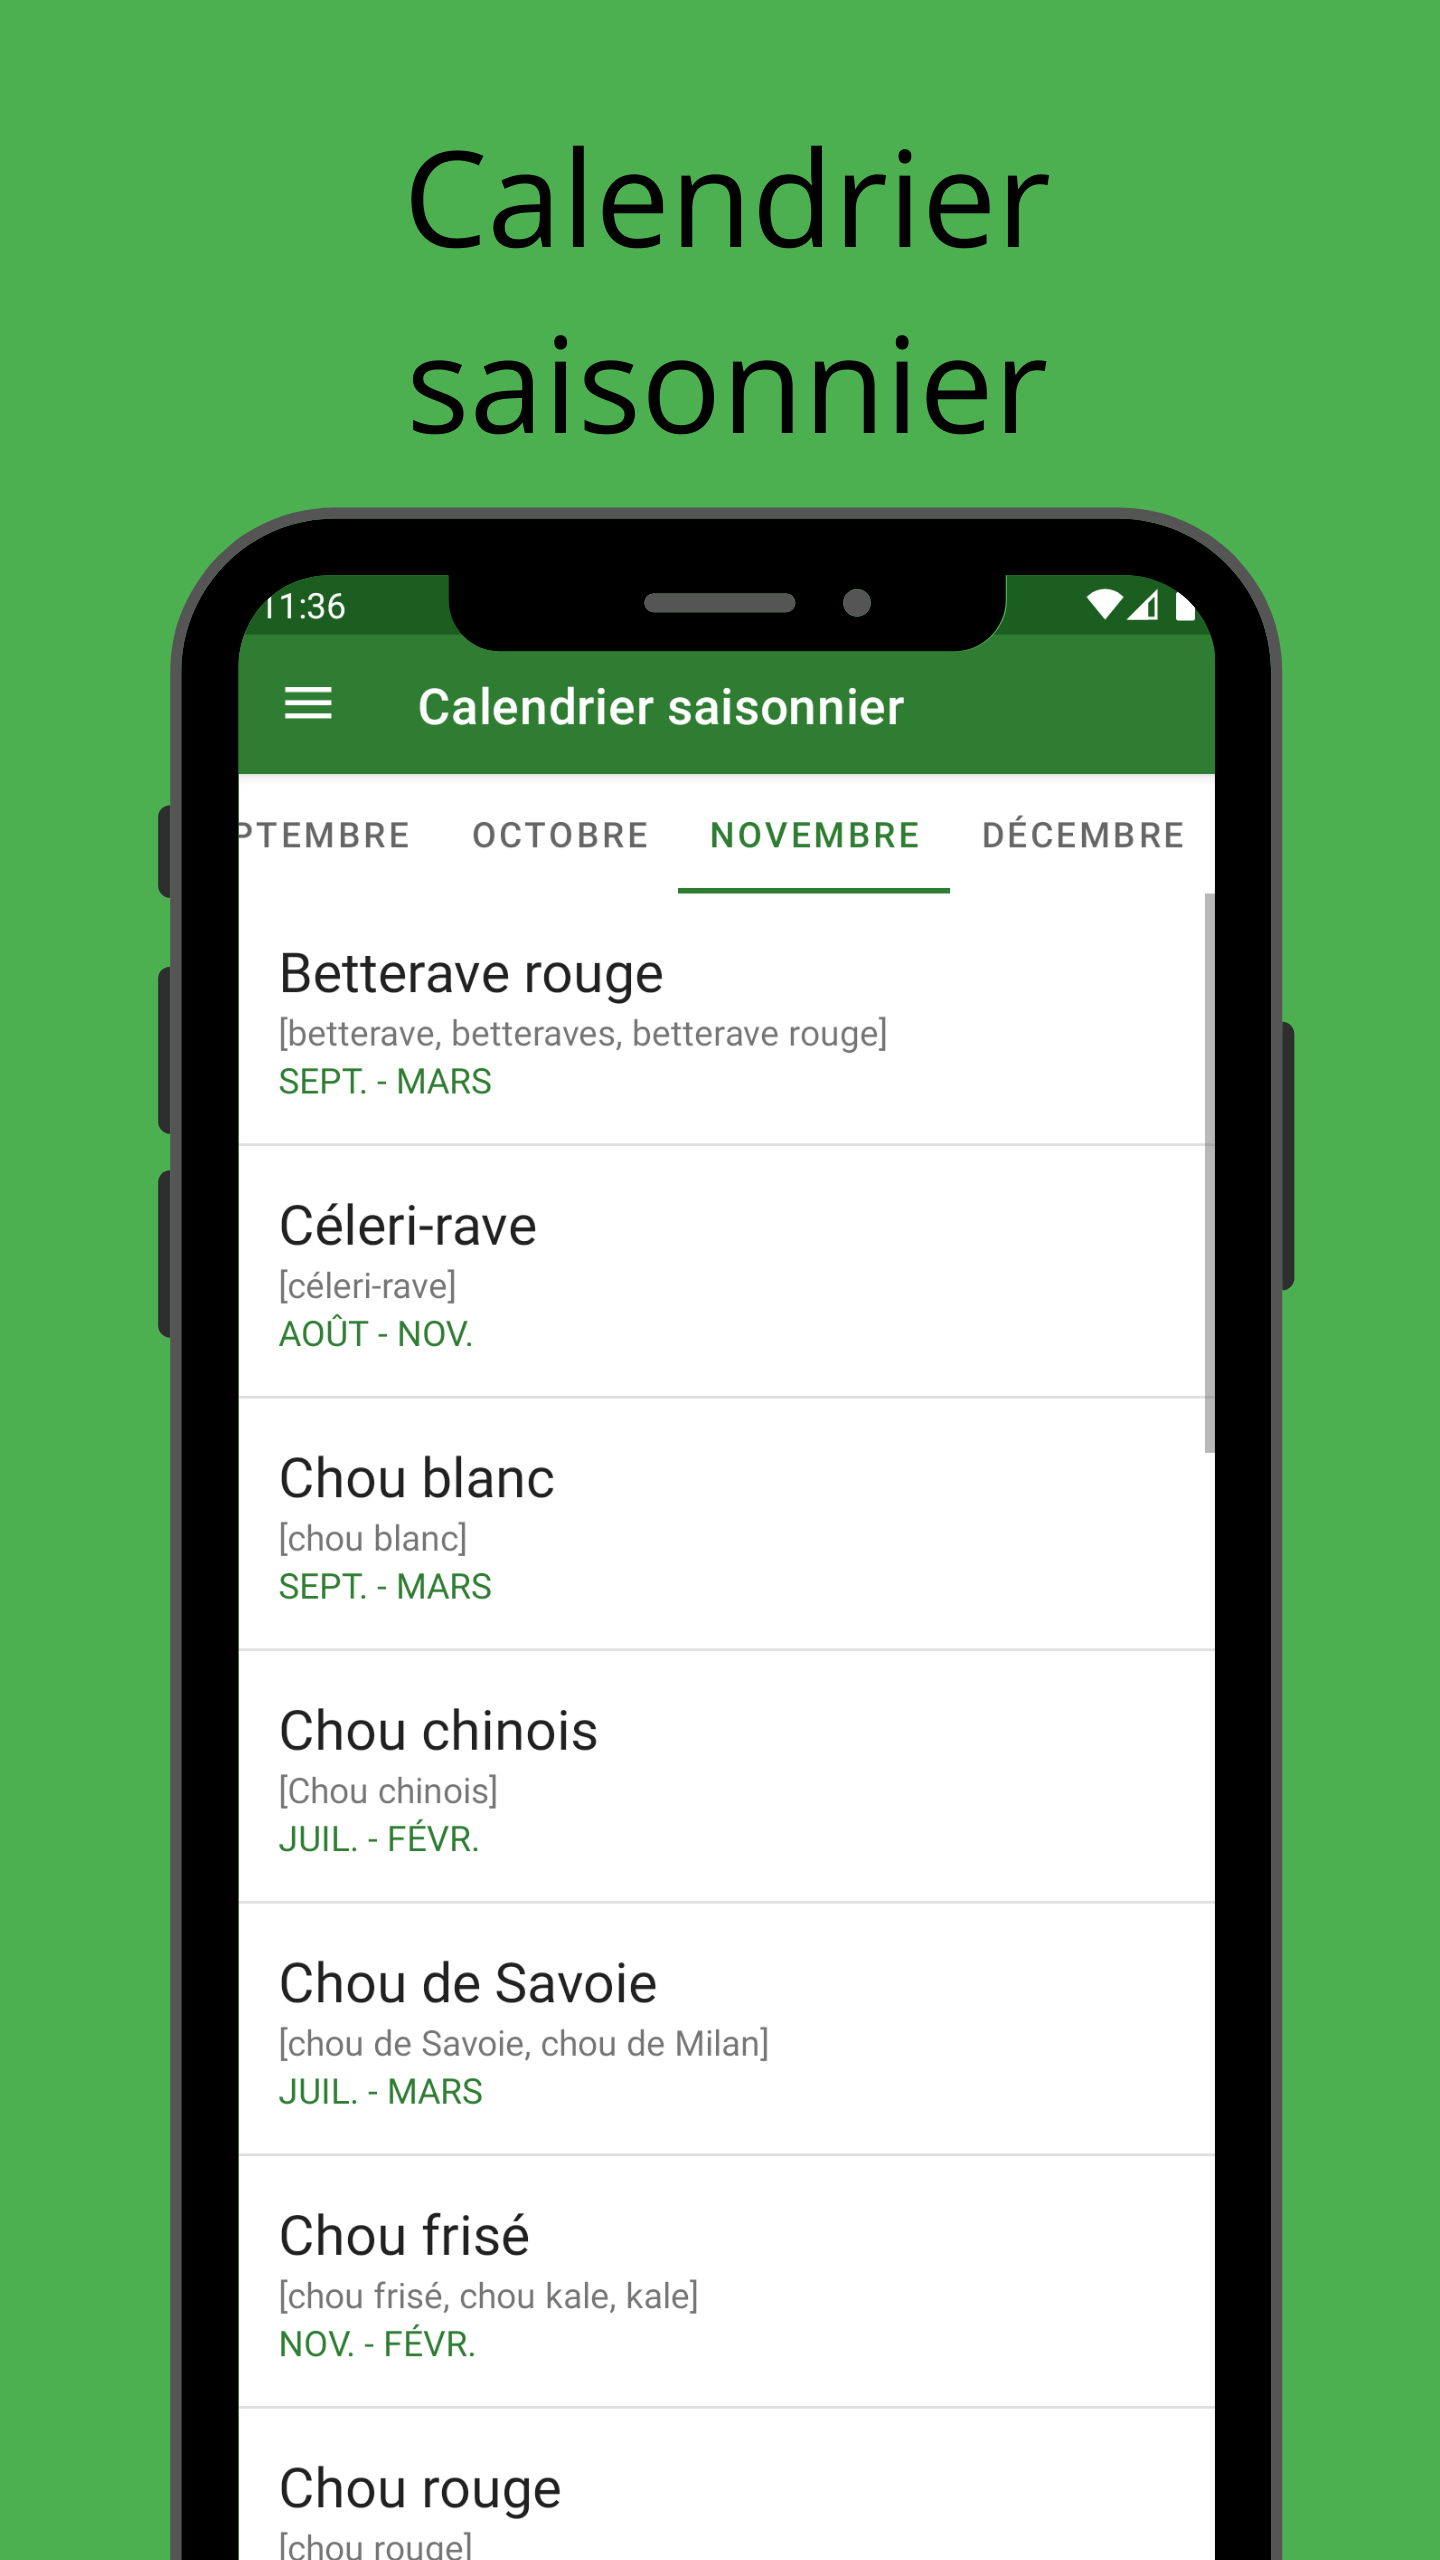 Calendrier
saisonnier
11:36
Calendrier saisonnier
PTEMBRE OCTOBRE NOVEMBRE DÉCEMBRE
Betterave rouge
[betterave, betteraves, betterave rouge]
SEPT. - MARS
Céleri-rave
[céleri-rave]
AOÛT - NOV.
Chou blanc
[chou blanc]
SEPT. - MARS
Chou chinois
[Chou chinois]
JUIL. - FÉVR.
Chou de Savoie
[chou de Savoie, chou de Milan]
JUIL. - MARS
Chou frisé
[chou frisé, chou kale, kale]
NOV. - FÉVR.
Chou rouge
[chou rouge]